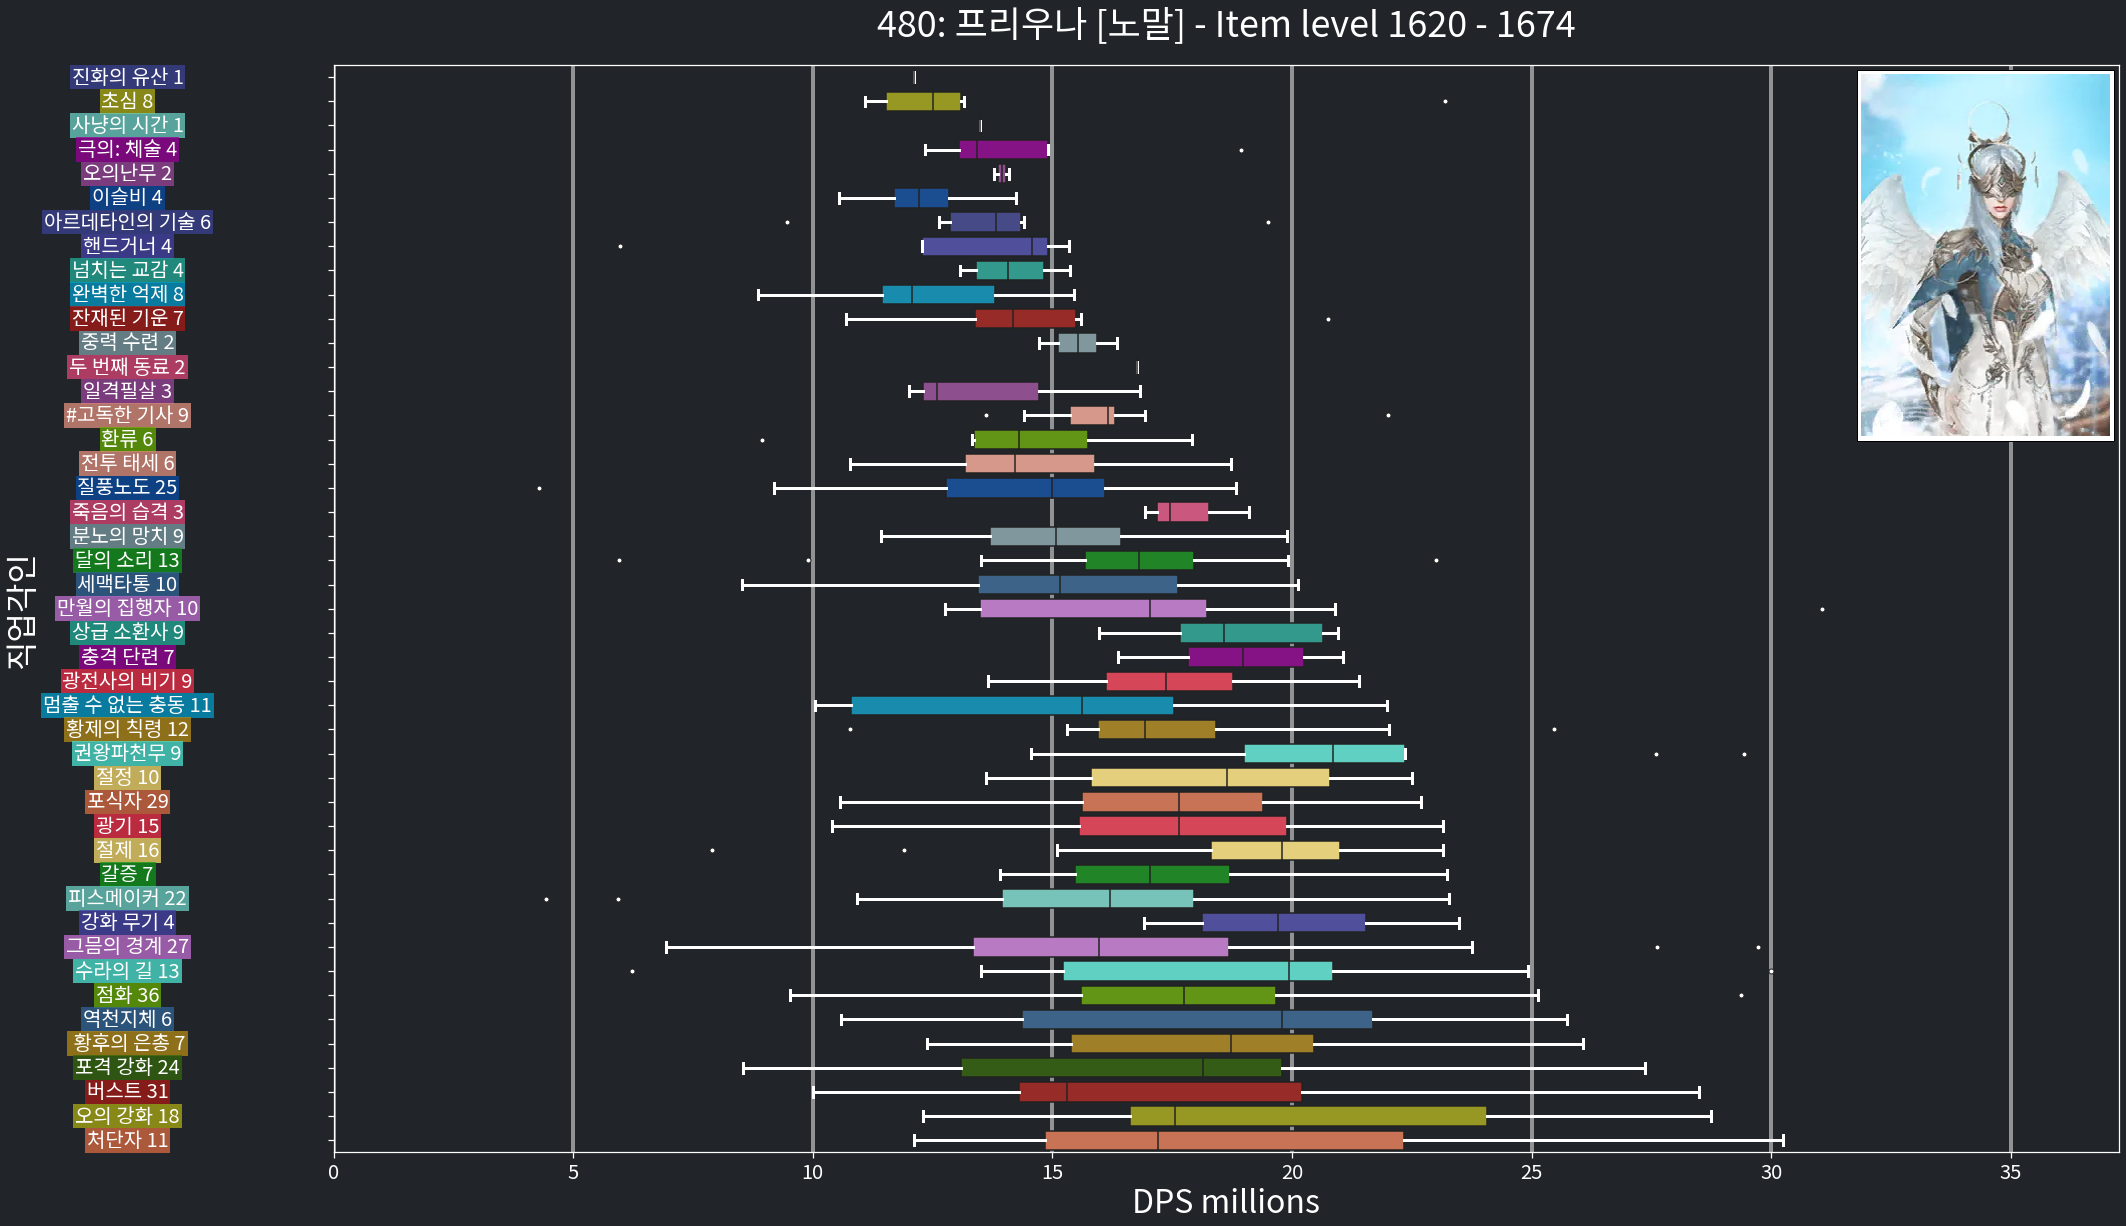 480: 프리우나 [노말] - Item level 1620 - 1674
직업각인
진화의 유산 1
초심 8
사냥의 시간 1
극의: 체술 4
오의난무 2
이슬비 4
아르데타인의 기술 6
핸드거너 4
넘치는 교감 4
완벽한 억제 8
잔재된 기운 7
중력 수련 2
두 번째 동료 2
일격필살 3
#고독한 기사 9
환류 6
전투 태세 6
질풍노도 25
죽음의 습격 3
분노의 망치 9
달의 소리 13
세맥타통 10
만월의 집행자 10
상급 소환사 9
충격 단련 7
광전사의 비기 9
멈출 수 없는 충동 11
황제의 칙령 12
권왕파천무 9
절정 10
포식자 29
광기 15
절제 16
갈증 7
피스메이커 22
강화 무기 4
그믐의 경계 27
수라의 길 13
점화 36
역천지체 6
황후의 은총 7
포격 강화 24
버스트 31
오의 강화 18
처단자 11
0 5 10 15 20 25 30 35
DPS millions